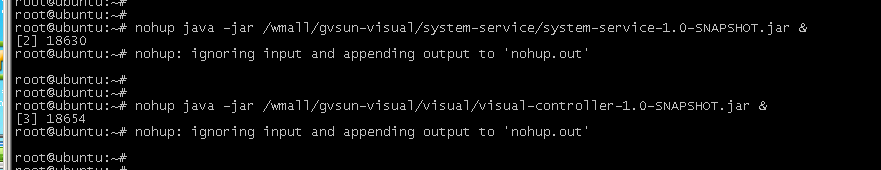 root@ubuntu:~#
root@ubuntu:~#
root@ubuntu:~# nohup java -jar /wmall/gvsun-visual/system-service/system-service-1.0-SNAPSHOT.jar &
[2] 18630
root@ubuntu:~# nohup: ignoring input and appending output to 'nohup.out'

root@ubuntu:~#
root@ubuntu:~#
root@ubuntu:~# nohup java -jar /wmall/gvsun-visual/visual/visual-controller-1.0-SNAPSHOT.jar &
[3] 18654
root@ubuntu:~# nohup: ignoring input and appending output to 'nohup.out'

root@ubuntu:~#
root@ubuntu:~#